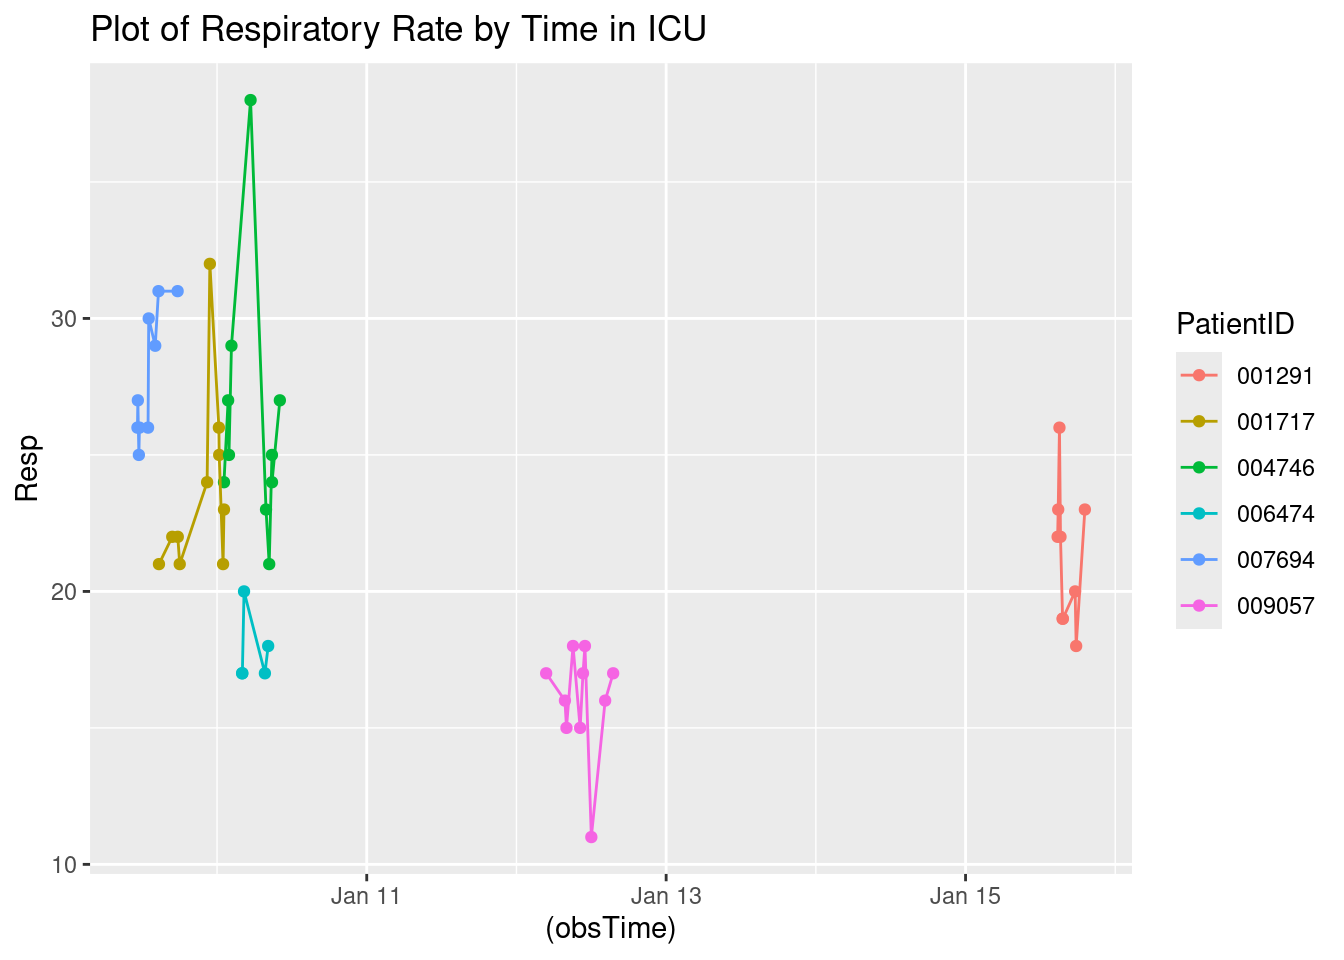 Plot of Respiratory Rate by Time in ICU
Resp
30
20
10
Jan 11
Jan 13
Jan 15
(obsTime)
PatientID
001291
001717
004746
006474
007694
009057